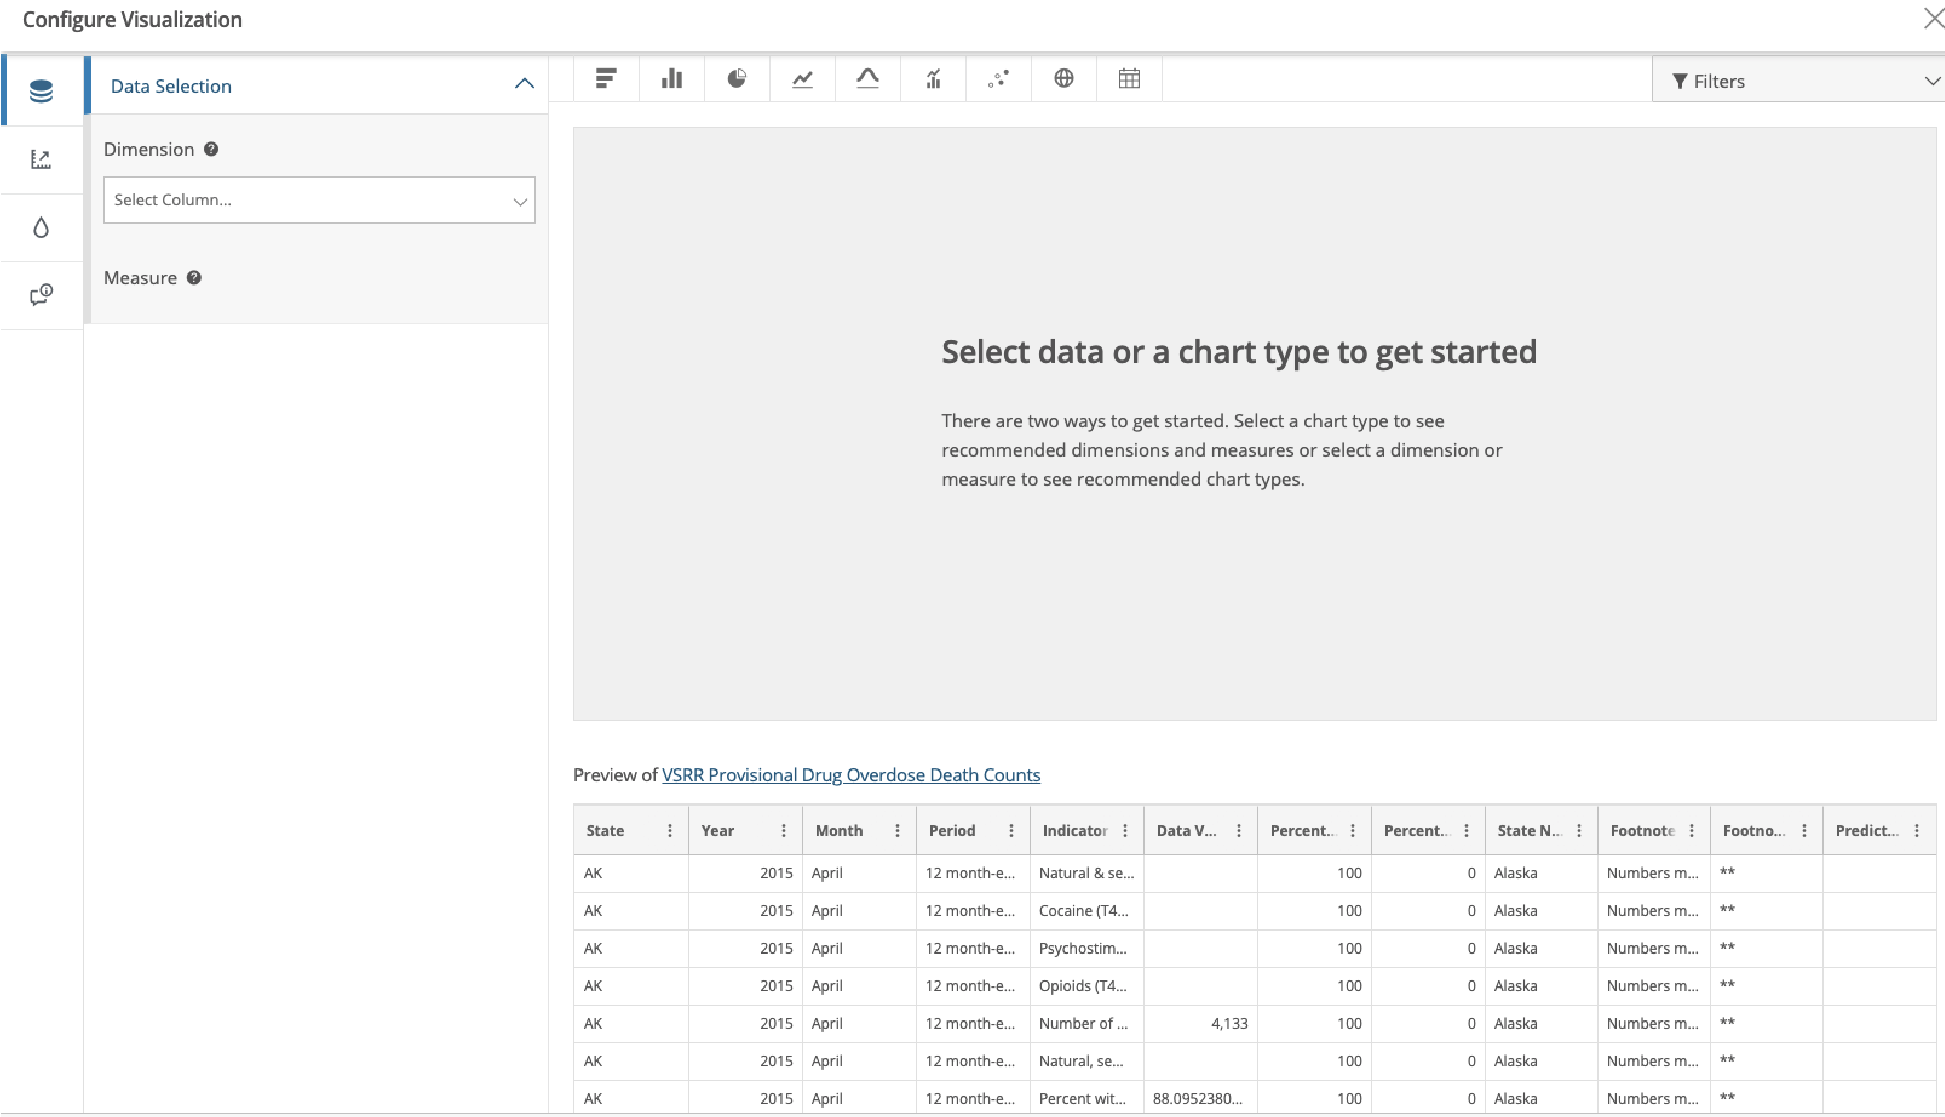 Configure Visualization
Data Selection
Filters
Dimension
Select Column...
Measure
Select data or a chart type to get started
There are two ways to get started. Select a chart type to see
recommended dimensions and measures or select a dimension or
measure to see recommended chart types.
Preview of VSRR Provisional Drug Overdose Death Counts
State Year Month Period Indicator Data V... Percent... Percent... State N... Footnote Footno... Predict...
AK 2015 April 12 month-e... Natural & se... 100 0 Alaska Numbers m... **
AK 2015 April 12 month-e... Cocaine (T4... 100 0 Alaska Numbers m... **
AK 2015 April 12 month-e... Psychostim... 100 0 Alaska Numbers m... **
AK 2015 April 12 month-e... Opioids (T4... 100 0 Alaska Numbers m... **
AK 2015 April 12 month-e... Number of ... 4,133 100 0 Alaska Numbers m... **
AK 2015 April 12 month-e... Natural, se... 100 0 Alaska Numbers m... **
AK 2015 April 12 month-e... Percent wit... 88.0952380... 100 0 Alaska Numbers m... **